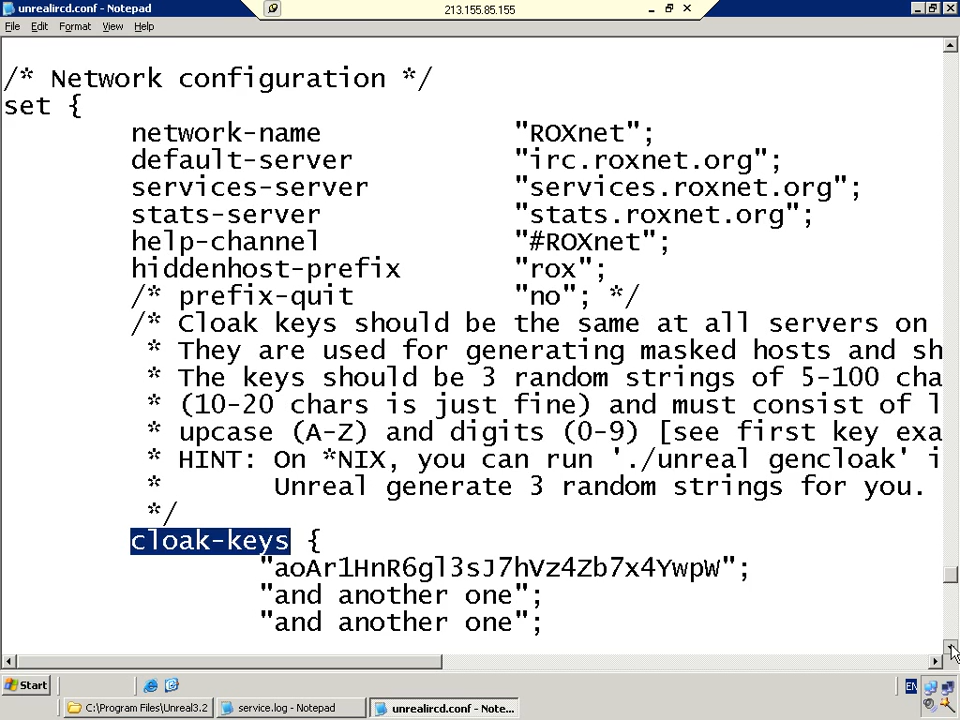 unrealircd.conf - Notepad
213.155.85.155
File Edit Format View Help
/* Network configuration */
set {
network-name "ROXnet";
default-server "irc.roxnet.org";
services-server "services.roxnet.org";
stats-server "stats.roxnet.org";
help-channel "#ROXnet";
hiddenhost-prefix "rox";
/* prefix-quit "no"; */
/* Cloak keys should be the same at all servers on
* They are used for generating masked hosts and sh
* The keys should be 3 random strings of 5-100 cha
* (10-20 chars is just fine) and must consist of l
* upcase (A-Z) and digits (0-9) [see first key exa
* HINT: On *NIX, you can run './unreal gencloak' i
* Unreal generate 3 random strings for you.
*/
cloak-keys {
"aoAr1HnR6gl3sJ7hVz4Zb7x4YwpW";
"and another one";
"and another one";
Start
EN
C:\Program Files\Unreal3.2
service.log - Notepad
unrealircd.conf - Note...